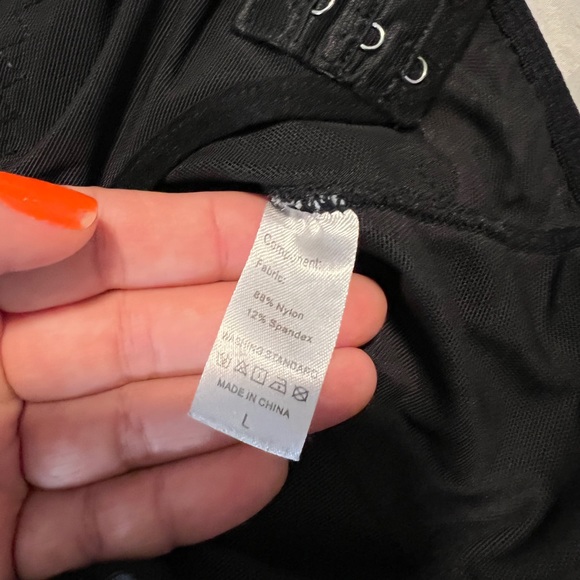 Component:
Fabric:
88% Nylon
12% Spandex
WASHING STANDARD
MADE IN CHINA
L